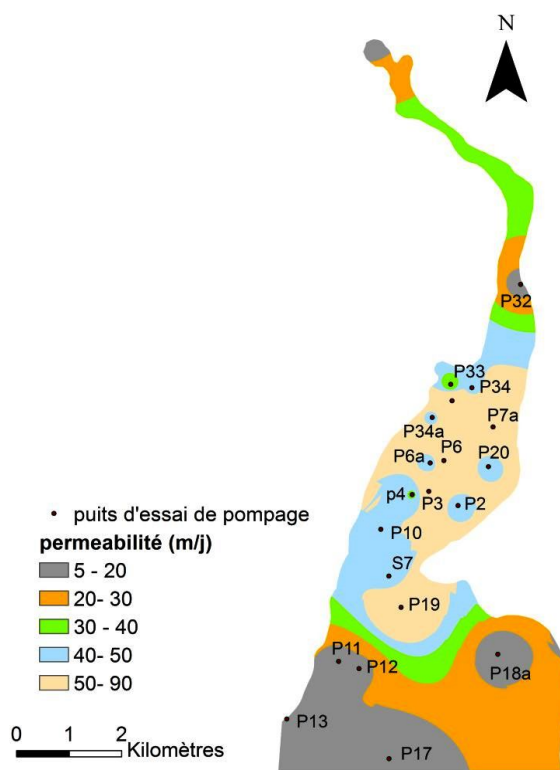 N
P32
P33
P34
P7a
P34a
P6
P6a
P20
p4
P3
P2
P10
S7
P19
P11
P12
P18a
P13
P17
puits d'essai de pompage
permeabilité (m/j)
5 - 20
20- 30
30 - 40
40- 50
50- 90
0 1 2
Kilomètres